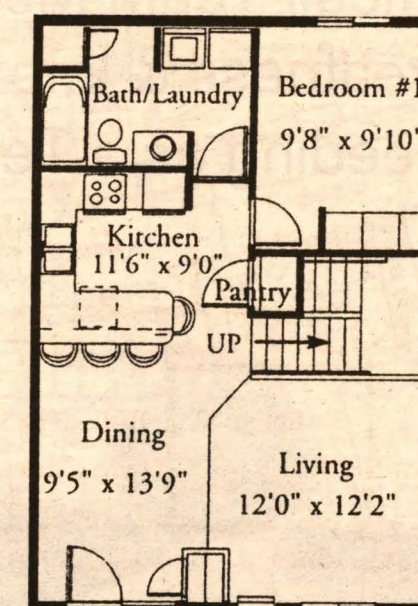 Bath/Laundry
Bedroom #1
9'8" x 9'10"
Kitchen
11'6" x 9'0"
Pantry
UP
Dining
9'5" x 13'9"
Living
12'0" x 12'2"